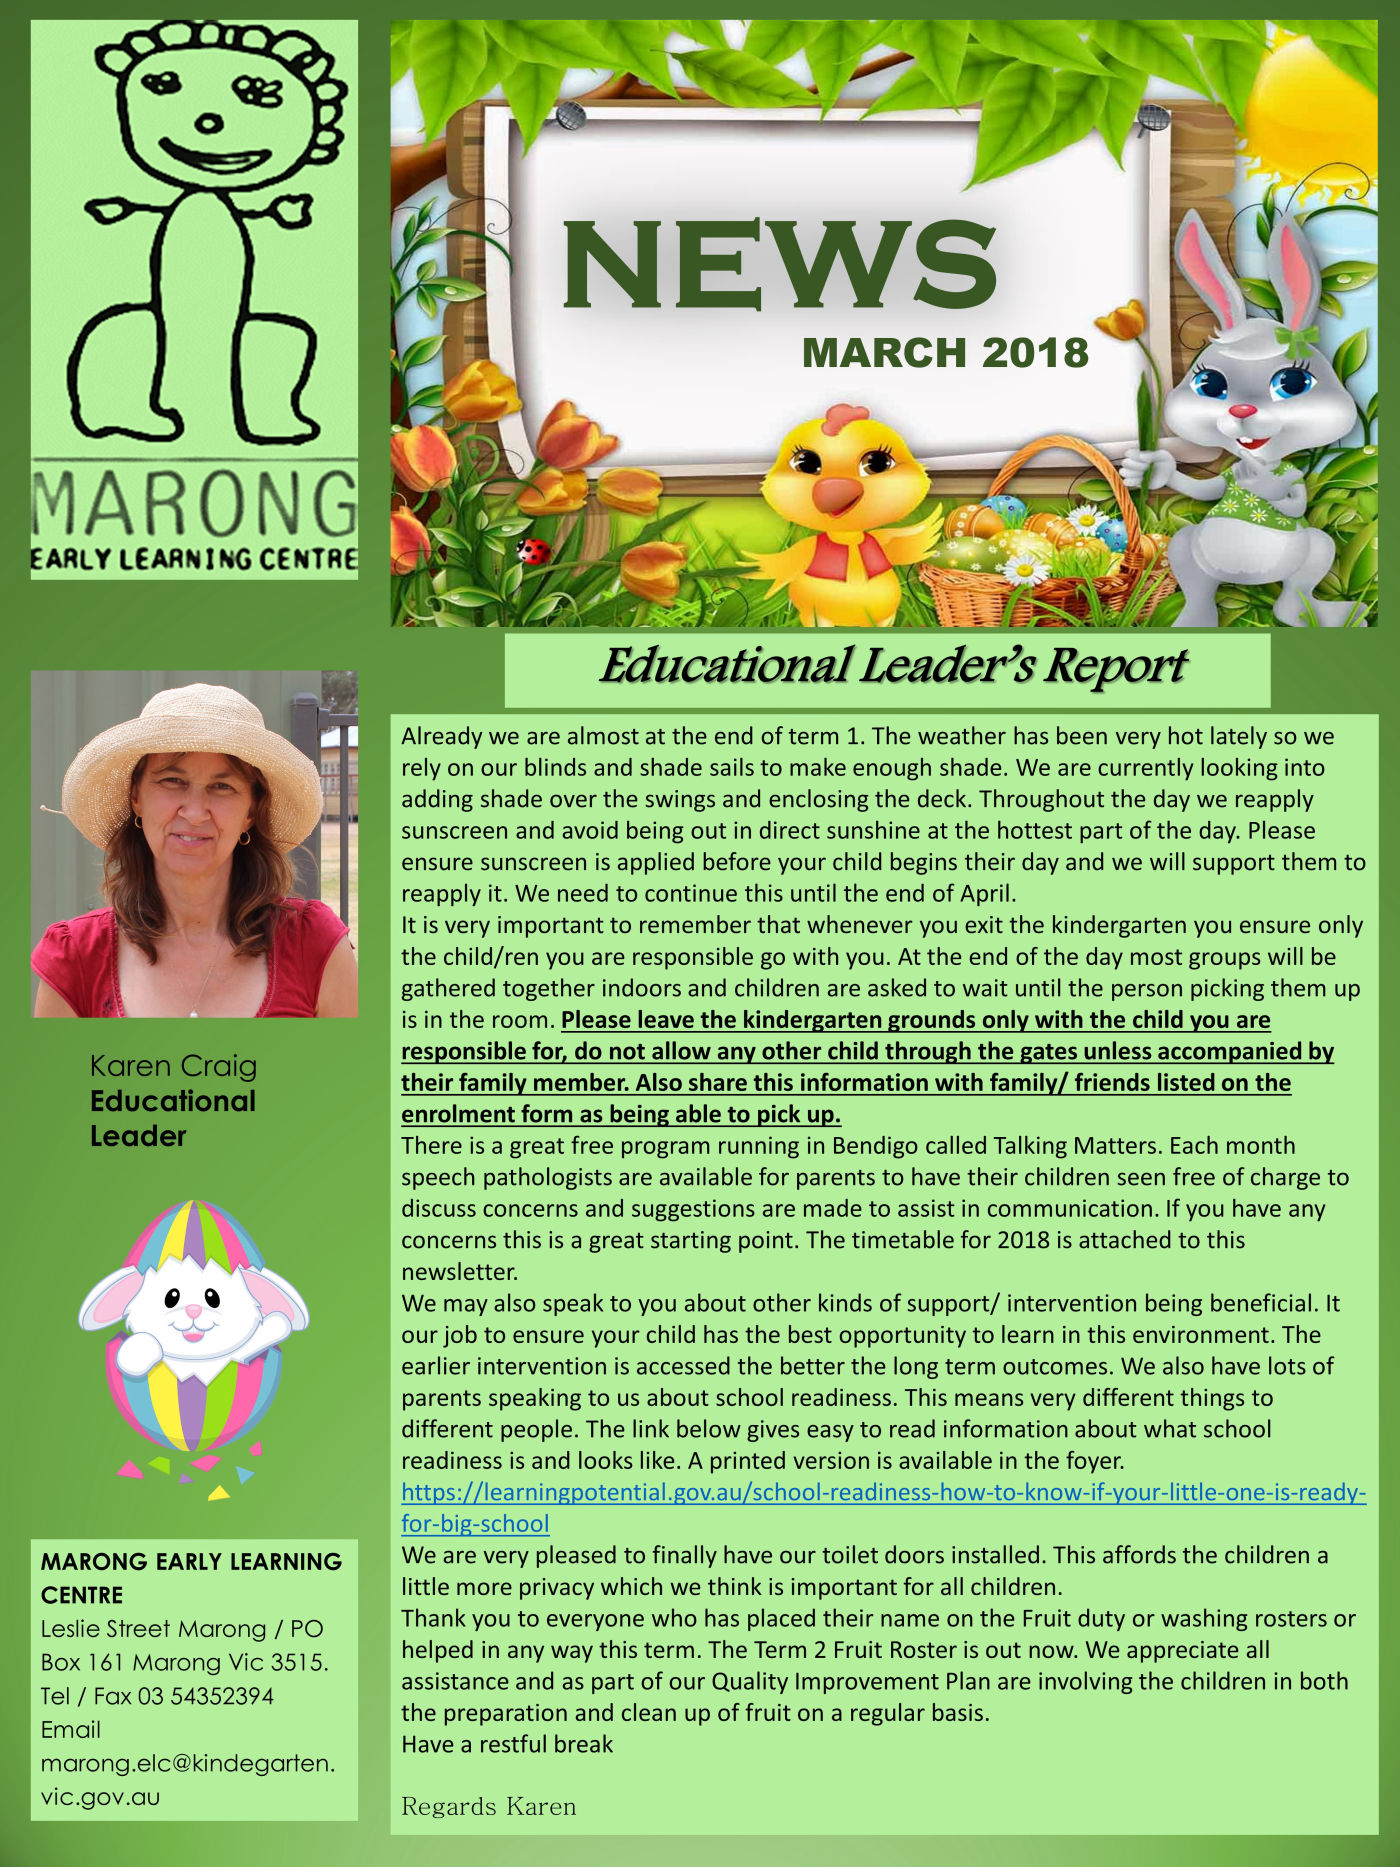 MARONG
EARLY LEARNING CENTRE
NEWS
MARCH 2018
Educational Leader's Report
Already we are almost at the end of term 1. The weather has been very hot lately so we
rely on our blinds and shade sails to make enough shade. We are currently looking into
adding shade over the swings and enclosing the deck. Throughout the day we reapply
sunscreen and avoid being out in direct sunshine at the hottest part of the day. Please
ensure sunscreen is applied before your child begins their day and we will support them to
reapply it. We need to continue this until the end of April.
It is very important to remember that whenever you exit the kindergarten you ensure only
the child/ren you are responsible go with you. At the end of the day most groups will be
gathered together indoors and children are asked to wait until the person picking them up
is in the room. Please leave the kindergarten grounds only with the child you are
responsible for, do not allow any other child through the gates unless accompanied by
their family member. Also share this information with family/ friends listed on the
enrolment form as being able to pick up.
There is a great free program running in Bendigo called Talking Matters. Each month
speech pathologists are available for parents to have their children seen free of charge to
discuss concerns and suggestions are made to assist in communication. If you have any
concerns this is a great starting point. The timetable for 2018 is attached to this
newsletter.
We may also speak to you about other kinds of support/ intervention being beneficial. It
our job to ensure your child has the best opportunity to learn in this environment. The
earlier intervention is accessed the better the long term outcomes. We also have lots of
parents speaking to us about school readiness. This means very different things to
different people. The link below gives easy to read information about what school
readiness is and looks like. A printed version is available in the foyer.
https://learningpotential.gov.au/school-readiness-how-to-know-if-your-little-one-is-ready-
for-big-school
We are very pleased to finally have our toilet doors installed. This affords the children a
little more privacy which we think is important for all children.
Thank you to everyone who has placed their name on the Fruit duty or washing rosters or
helped in any way this term. The Term 2 Fruit Roster is out now. We appreciate all
assistance and as part of our Quality Improvement Plan are involving the children in both
the preparation and clean up of fruit on a regular basis.
Have a restful break
Regards Karen
Karen Craig
Educational
Leader
MARONG EARLY LEARNING
CENTRE
Leslie Street Marong / PO
Box 161 Marong Vic 3515.
Tel / Fax 03 54352394
Email
marong.elc@kindegarten.
vic.gov.au